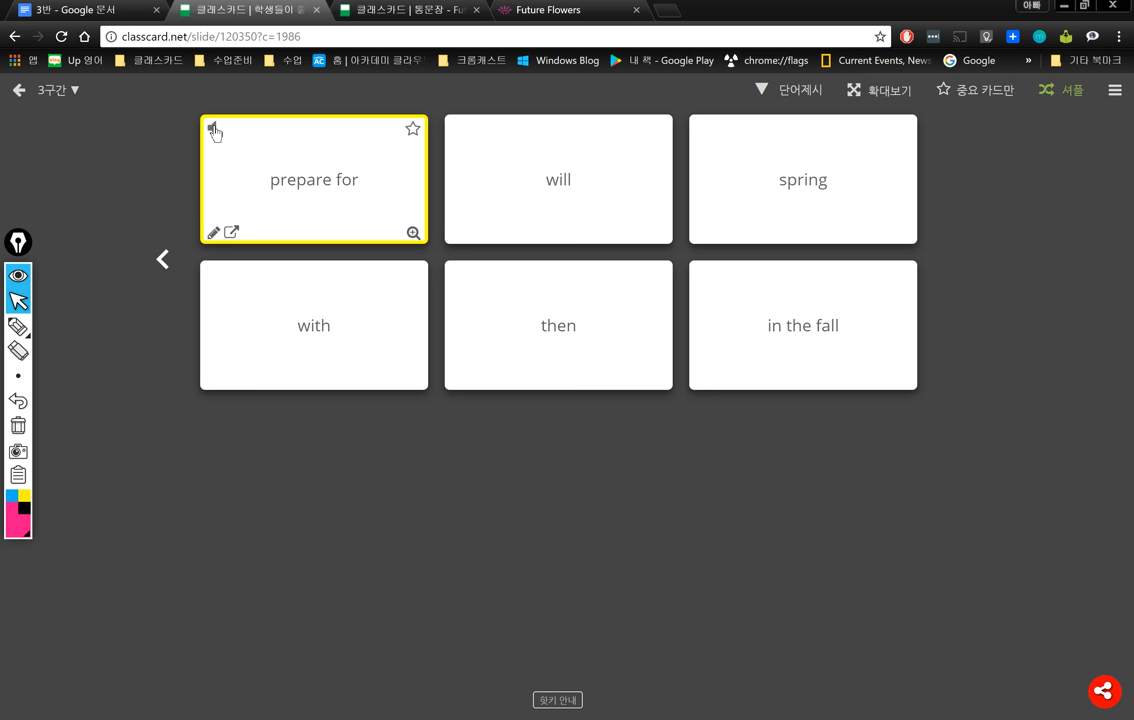 3반 - Google 문서
클래스카드 | 학생들이 좋
클래스카드 | 통문장 - Fu
Future Flowers
아빠
classcard.net/slide/120350?c=1986
앱
Up 영어
클래스카드
수업준비
수업
AC
홈 | 아카데미 클라우
크롬캐스트
Windows Blog
내 책 - Google Play
chrome://flags
Current Events, News
Google
»
기타 북마크
3구간 ▼
▼ 단어제시
확대보기
중요 카드만
셔플
prepare for
will
spring
with
then
in the fall
핫키 안내